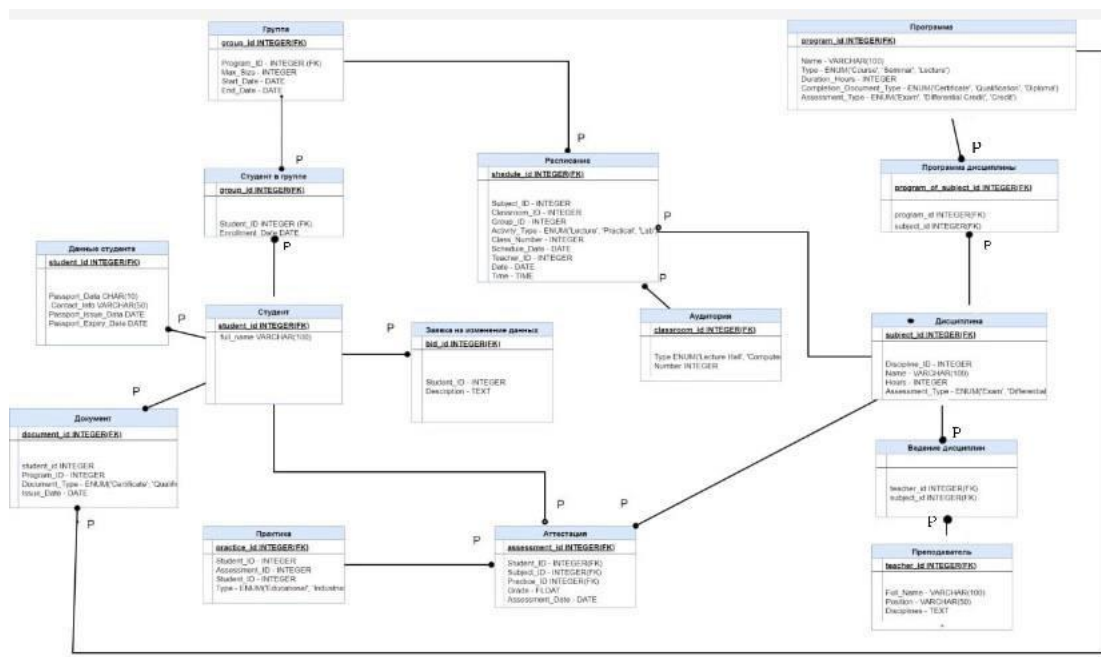 Группа
group_id INTEGER(FK)
Program_ID - INTEGER (FK)
Max_Size - INTEGER
Start_Date - DATE
End_Date - DATE
P
Студент в группе
group_id INTEGER(FK)
Student_ID INTEGER (FK)
Enrollment_Date DATE
P
Данные студента
student_id INTEGER(FK)
Passport_Data CHAR(10)
Contact_Info VARCHAR(50)
Passport_Issue_Data DATE
Passport_Expiry_Data DATE
P
Студент
student_id INTEGER(FK)
full_name VARCHAR(100)
P
Заявка на изменение данных
bid_id INTEGER(FK)
Student_ID - INTEGER
Description - TEXT
P
Документ
document_id INTEGER(FK)
student_id INTEGER
Program_ID - INTEGER
Document_Type - ENUM('Certificate', 'Qualifi
Issue_Date - DATE
P
Практика
practice_id INTEGER(FK)
Student_ID - INTEGER
Assessment_ID - INTEGER
Student_ID - INTEGER
Type - ENUM('Educational', 'Industria
P
P
Аттестация
assessment_id INTEGER(FK)
Student_ID - INTEGER(FK)
Subject_ID - INTEGER(FK)
Practice_ID INTEGER(FK)
Grade - FLOAT
Assessment_Date - DATE
P
P
Расписание
shedule_id INTEGER(FK)
Subject_ID - INTEGER
Classroom_ID - INTEGER
Group_ID - INTEGER
Activity_Type - ENUM('Lecture', 'Practical', 'Lab'
Class_Number - INTEGER
Schedule_Date - DATE
Teacher_ID - INTEGER
Date - DATE
Time - TIME
P
P
Аудитория
classroom_id INTEGER(FK)
Type ENUM('Lecture Hall', 'Compute
Number INTEGER
Программа
program_id INTEGER(FK)
Name - VARCHAR(100)
Type - ENUM('Course', 'Seminar', 'Lecture')
Duration_Hours - INTEGER
Completion_Document_Type - ENUM('Certificate', 'Qualification', 'Diploma')
Assessment_Type - ENUM('Exam', 'Differential Credit', 'Credit')
P
Программа дисциплины
program_of_subject_id INTEGER(FK)
program_id INTEGER(FK)
subject_id INTEGER(FK)
P
Дисциплина
subject_id INTEGER(FK)
Discipline_ID - INTEGER
Name - VARCHAR(100)
Hours - INTEGER
Assessment_Type - ENUM('Exam', 'Differential
P
Ведение дисциплин
teacher_id INTEGER(FK)
subject_id INTEGER(FK)
P
Преподаватель
teacher_id INTEGER(FK)
Full_Name - VARCHAR(100)
Position - VARCHAR(50)
Disciplines - TEXT